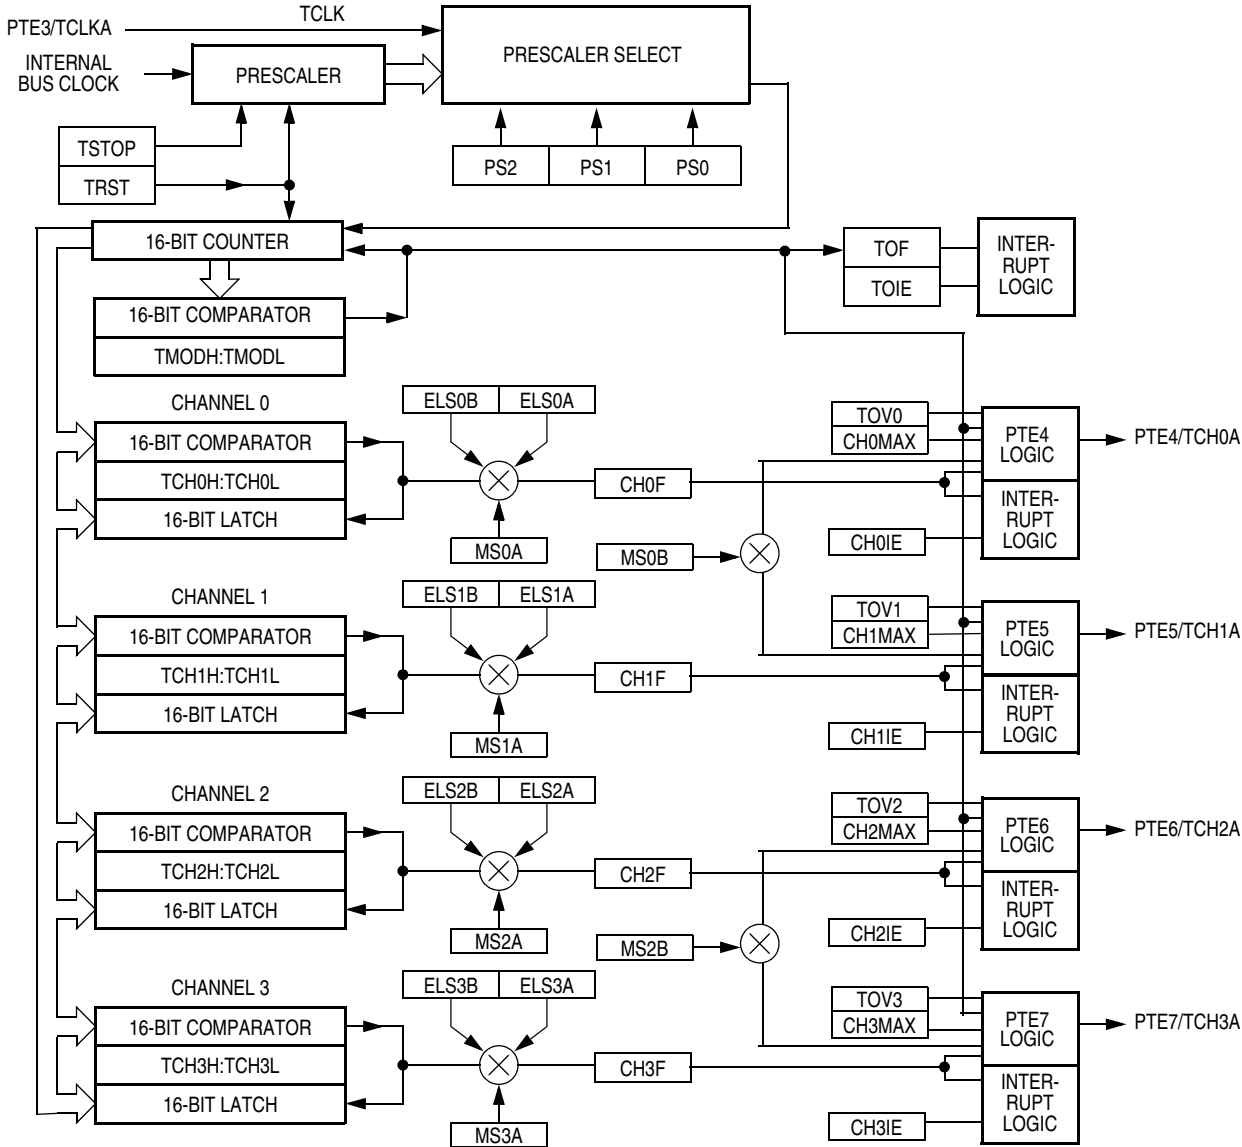 TCLK
PTE3/TCLKA
PRESCALER SELECT
INTERNAL
BUS CLOCK
PRESCALER
TSTOP
TRST
PS2
PS1
PS0
16-BIT COUNTER
TOF
TOIE
INTER-
RUPT
LOGIC
16-BIT COMPARATOR
TMODH:TMODL
CHANNEL 0
ELS0B
ELS0A
16-BIT COMPARATOR
TCH0H:TCH0L
16-BIT LATCH
MS0A
CH0F
MS0B
TOV0
CH0MAX
CH0IE
PTE4
LOGIC
INTER-
RUPT
LOGIC
PTE4/TCH0A
CHANNEL 1
ELS1B
ELS1A
16-BIT COMPARATOR
TCH1H:TCH1L
16-BIT LATCH
MS1A
CH1F
TOV1
CH1MAX
CH1IE
PTE5
LOGIC
INTER-
RUPT
LOGIC
PTE5/TCH1A
CHANNEL 2
ELS2B
ELS2A
16-BIT COMPARATOR
TCH2H:TCH2L
16-BIT LATCH
MS2A
CH2F
MS2B
TOV2
CH2MAX
CH2IE
PTE6
LOGIC
INTER-
RUPT
LOGIC
PTE6/TCH2A
CHANNEL 3
ELS3B
ELS3A
16-BIT COMPARATOR
TCH3H:TCH3L
16-BIT LATCH
MS3A
CH3F
TOV3
CH3MAX
CH3IE
PTE7
LOGIC
INTER-
RUPT
LOGIC
PTE7/TCH3A